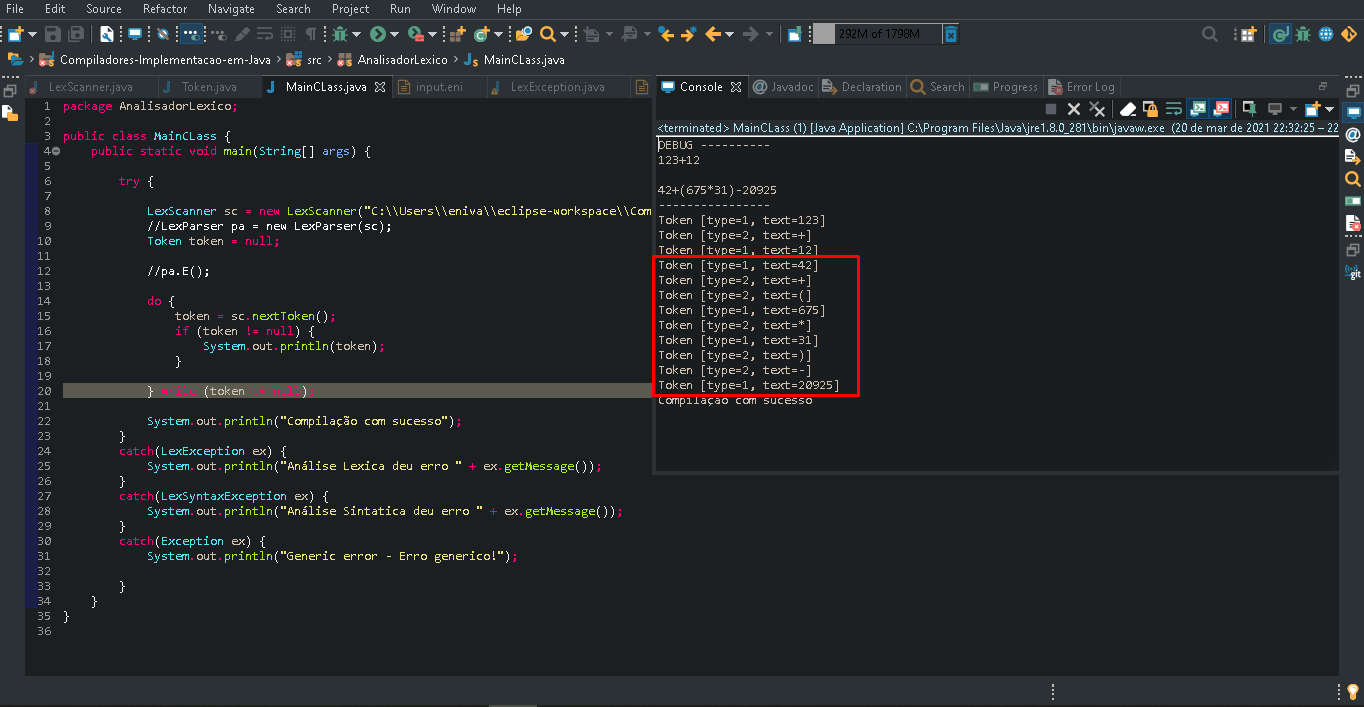 File Edit Source Refactor Navigate Search Project Run Window Help
292M of 1798M
Compiladores-Implementacao-em-Java > src > AnalisadorLexico > MainCLass.java
LexScanner.java Token.java MainCLass.java input.eni LexException.java
1 package AnalisadorLexico;
2
3 public class MainCLass {
4 public static void main(String[] args) {
5
6 try {
7
8 LexScanner sc = new LexScanner("C:\\Users\\eniva\\eclipse-workspace\\Com
9 //LexParser pa = new LexParser(sc);
10 Token token = null;
11
12 //pa.E();
13
14 do {
15 token = sc.nextToken();
16 if (token != null) {
17 System.out.println(token);
18 }
19
20 } while (token != null);
21
22 System.out.println("Compilação com sucesso");
23 }
24 catch(LexException ex) {
25 System.out.println("Análise Lexica deu erro " + ex.getMessage());
26 }
27 catch(LexSyntaxException ex) {
28 System.out.println("Análise Sintatica deu erro " + ex.getMessage());
29 }
30 catch(Exception ex) {
31 System.out.println("Generic error - Erro generico!");
32
33 }
34 }
35 }
36
Console Javadoc Declaration Search Progress Error Log
<terminated> MainCLass (1) [Java Application] C:\Program Files\Java\jre1.8.0_281\bin\javaw.exe (20 de mar de 2021 22:32:25 – 22
DEBUG ----------
123+12
42+(675*31)-20925
----------------
Token [type=1, text=123]
Token [type=2, text=+]
Token [type=1, text=12]
Token [type=1, text=42]
Token [type=2, text=+]
Token [type=2, text=(]
Token [type=1, text=675]
Token [type=2, text=*]
Token [type=1, text=31]
Token [type=2, text=)]
Token [type=2, text=-]
Token [type=1, text=20925]
Compilação com sucesso
git